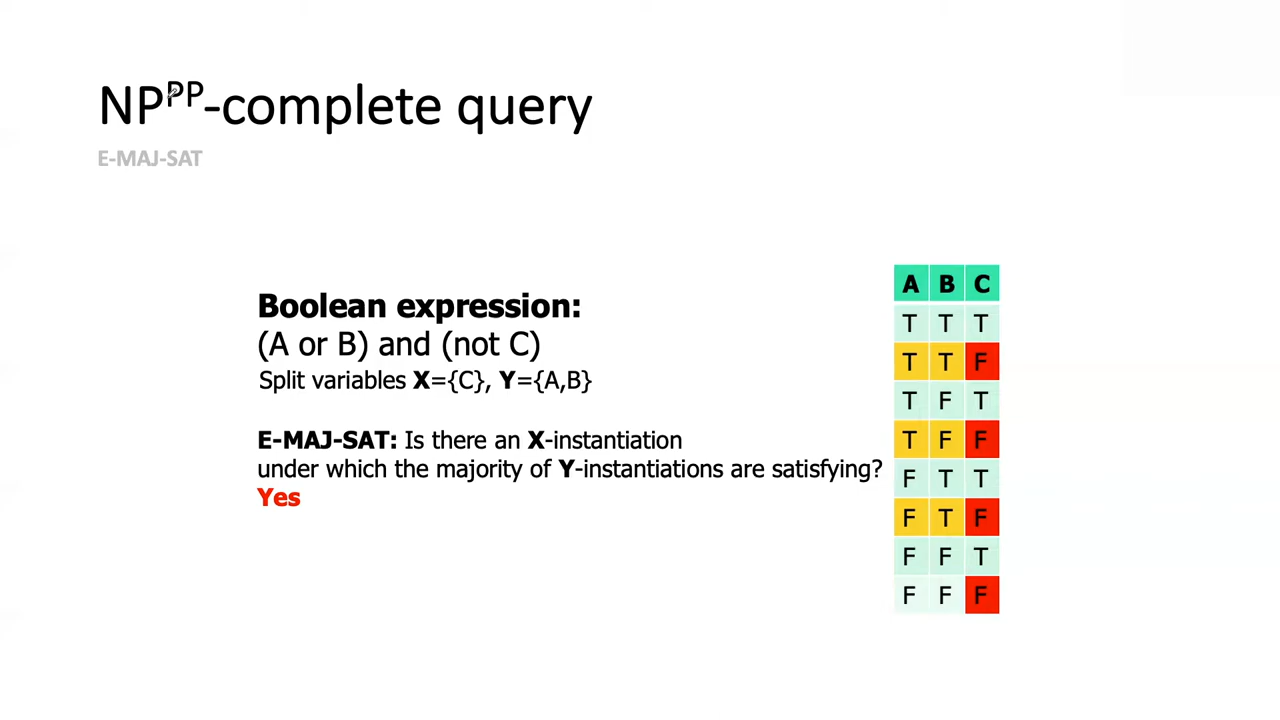 NPᴾᴾ-complete query
E-MAJ-SAT
Boolean expression:
(A or B) and (not C)
Split variables X={C}, Y={A,B}
E-MAJ-SAT: Is there an X-instantiation
under which the majority of Y-instantiations are satisfying?
Yes
A B C
T T T
T T F
T F T
T F F
F T T
F T F
F F T
F F F